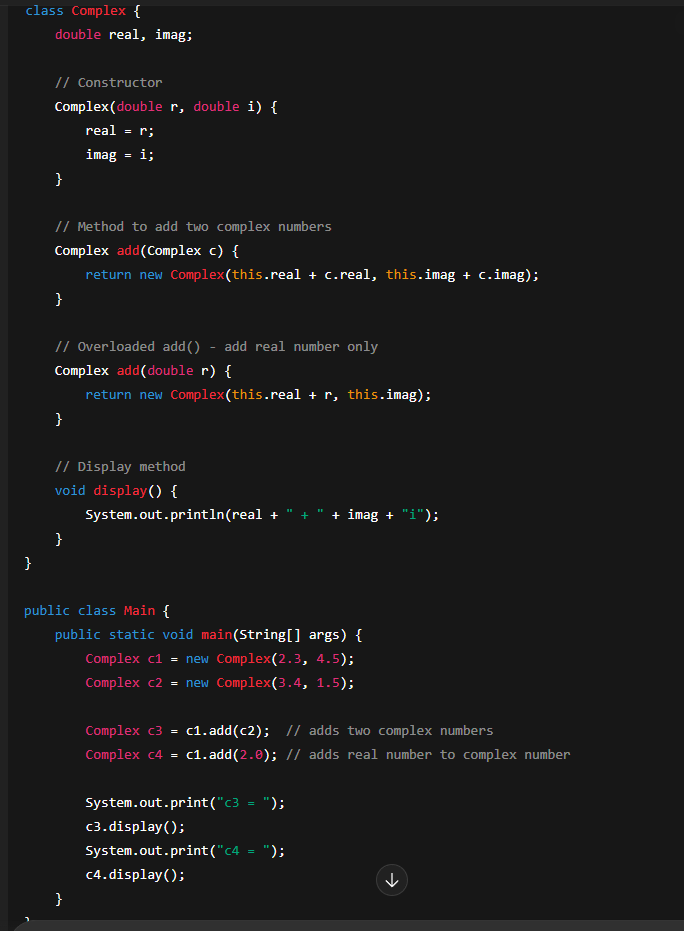 class Complex {
    double real, imag;

    // Constructor
    Complex(double r, double i) {
        real = r;
        imag = i;
    }

    // Method to add two complex numbers
    Complex add(Complex c) {
        return new Complex(this.real + c.real, this.imag + c.imag);
    }

    // Overloaded add() - add real number only
    Complex add(double r) {
        return new Complex(this.real + r, this.imag);
    }

    // Display method
    void display() {
        System.out.println(real + " + " + imag + "i");
    }
}

public class Main {
    public static void main(String[] args) {
        Complex c1 = new Complex(2.3, 4.5);
        Complex c2 = new Complex(3.4, 1.5);

        Complex c3 = c1.add(c2);  // adds two complex numbers
        Complex c4 = c1.add(2.0); // adds real number to complex number

        System.out.print("c3 = ");
        c3.display();
        System.out.print("c4 = ");
        c4.display();
    }